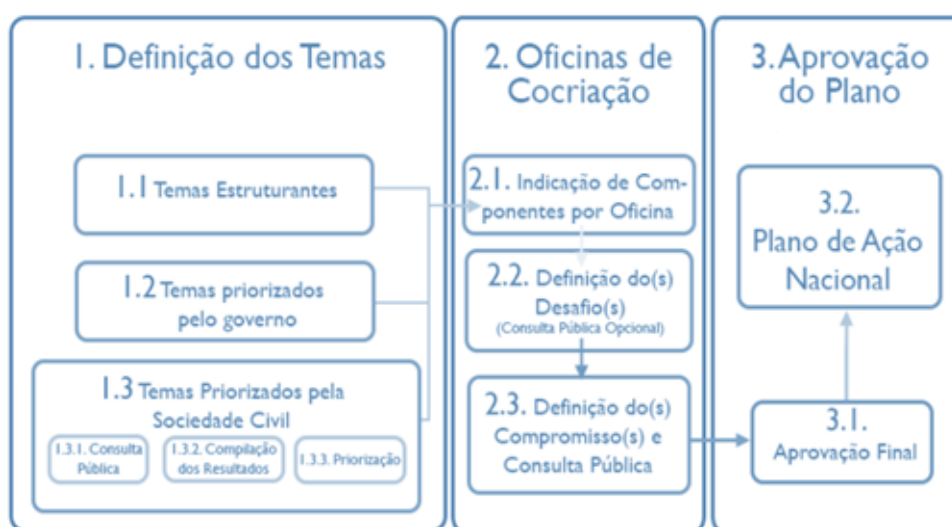 1. Definição dos Temas
1.1 Temas Estruturantes
1.2 Temas priorizados
pelo governo
1.3 Temas Priorizados pela
Sociedade Civil
1.3.1. Consulta
Pública
1.3.2. Compilação
dos Resultados
1.3.3. Priorização
2. Oficinas de
Cocriação
2.1. Indicação de Com-
ponentes por Oficina
2.2. Definição do(s)
Desafio(s)
(Consulta Pública Opcional)
2.3. Definição do(s)
Compromisso(s) e
Consulta Pública
3. Aprovação
do Plano
3.2.
Plano de Ação
Nacional
3.1.
Aprovação Final